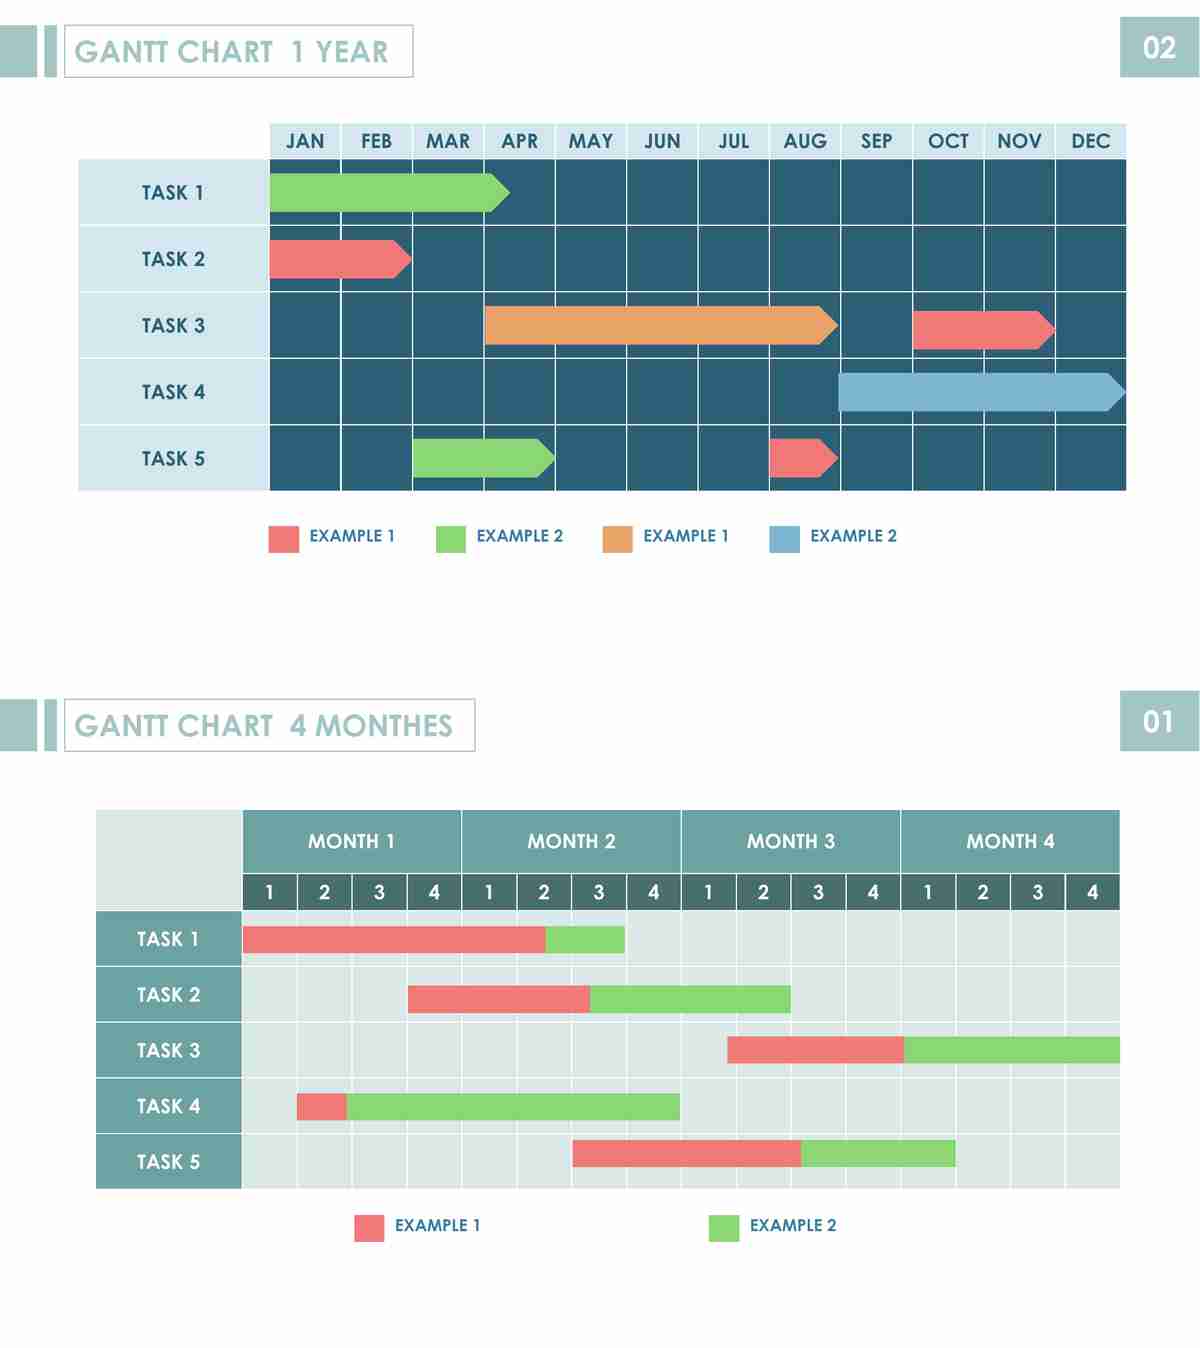 GANTT CHART 1 YEAR
02
JAN FEB MAR APR MAY JUN JUL AUG SEP OCT NOV DEC
TASK 1
TASK 2
TASK 3
TASK 4
TASK 5
EXAMPLE 1 EXAMPLE 2 EXAMPLE 1 EXAMPLE 2
GANTT CHART 4 MONTHES
01
MONTH 1 MONTH 2 MONTH 3 MONTH 4
1 2 3 4 1 2 3 4 1 2 3 4 1 2 3 4
TASK 1
TASK 2
TASK 3
TASK 4
TASK 5
EXAMPLE 1 EXAMPLE 2